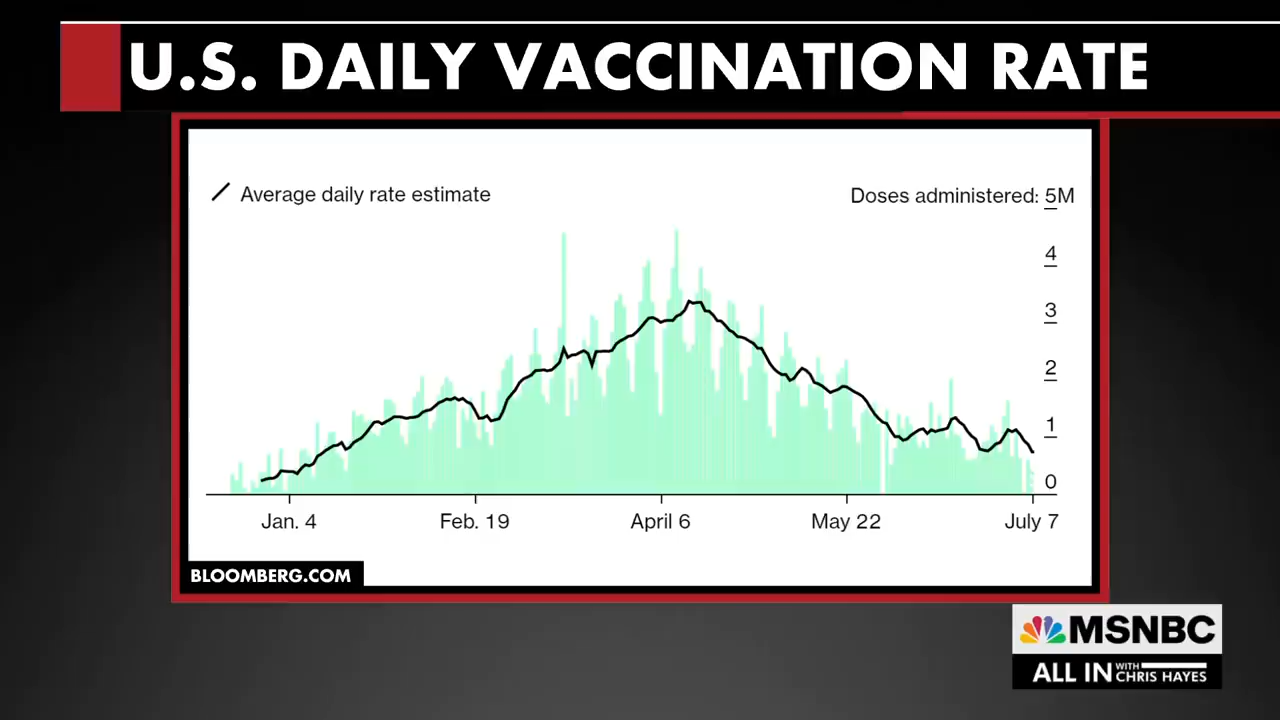 U.S. DAILY VACCINATION RATE
Average daily rate estimate
Doses administered: 5M
4
3
2
1
0
Jan. 4
Feb. 19
April 6
May 22
July 7
BLOOMBERG.COM
MSNBC
ALL IN WITH CHRIS HAYES